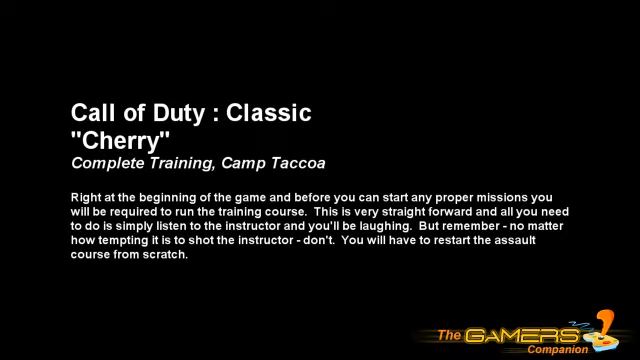 Call of Duty : Classic
"Cherry"
Complete Training, Camp Taccoa
Right at the beginning of the game and before you can start any proper missions you
will be required to run the training course.  This is very straight forward and all you need
to do is simply listen to the instructor and you'll be laughing.  But remember - no matter
how tempting it is to shot the instructor - don't.  You will have to restart the assault
course from scratch.
The GAMERS
Companion